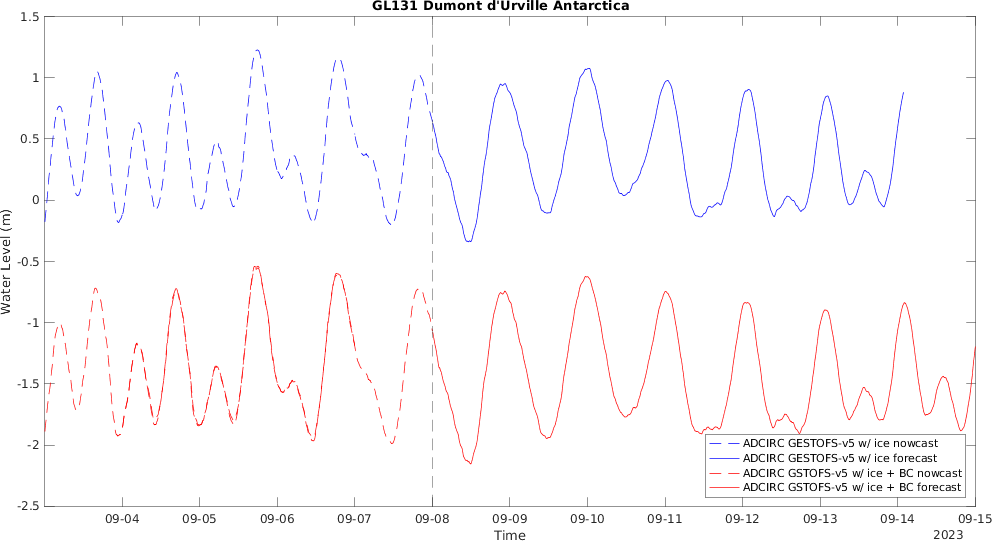 GL131 Dumont d'Urville Antarctica
1.5
1
0.5
0
-0.5
-1
-1.5
-2
-2.5
Water Level (m)
ADCIRC GESTOFS-v5 w/ ice nowcast
ADCIRC GESTOFS-v5 w/ ice forecast
ADCIRC GSTOFS-v5 w/ ice + BC nowcast
ADCIRC GSTOFS-v5 w/ ice + BC forecast
09-04 09-05 09-06 09-07 09-08 09-09 09-10 09-11 09-12 09-13 09-14 09-15
Time
2023